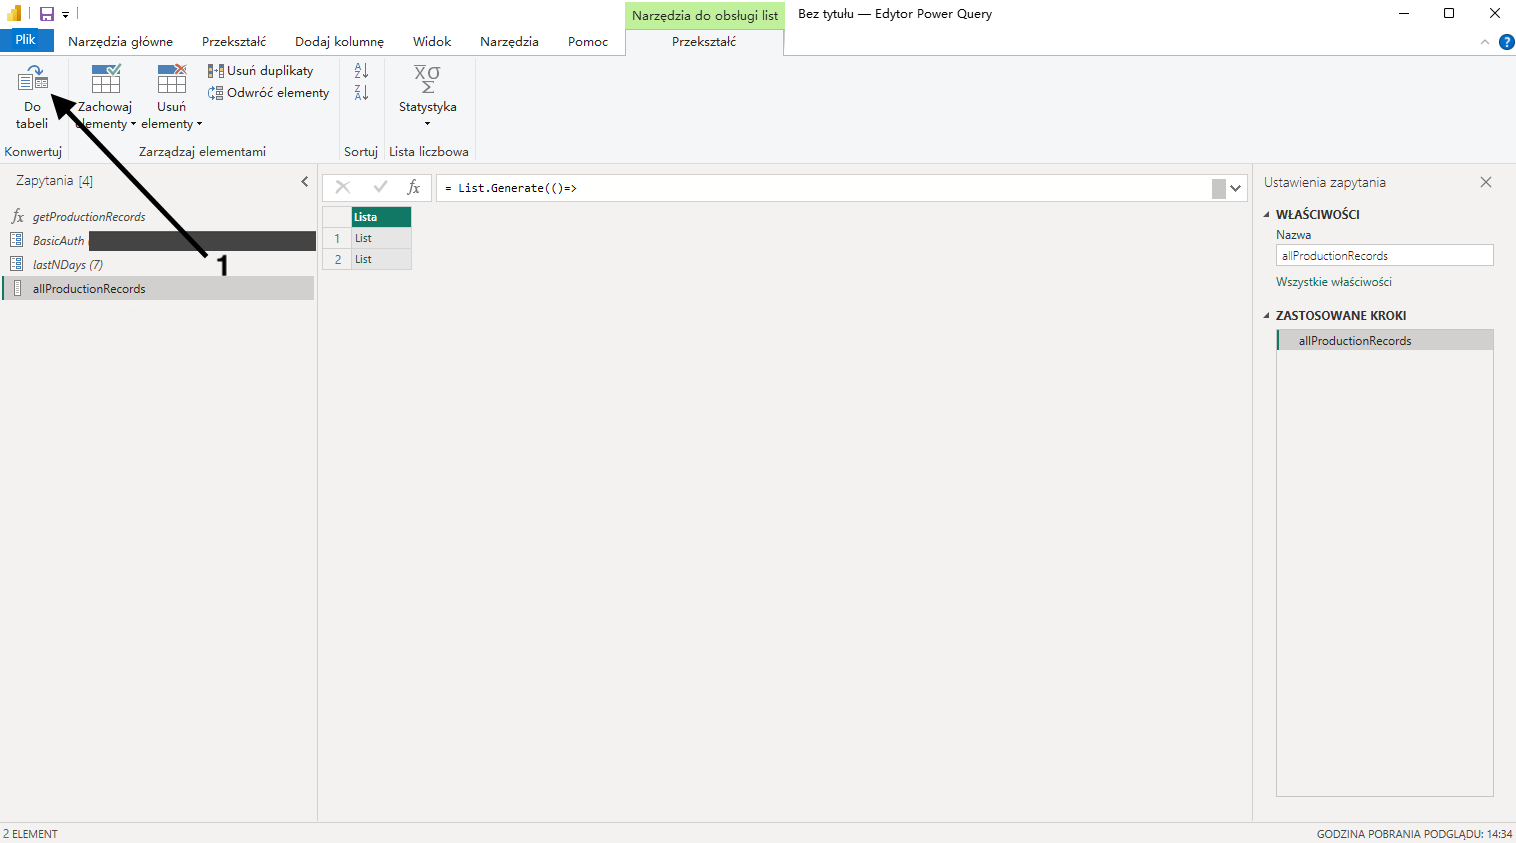 Narzędzia do obsługi list
Bez tytułu — Edytor Power Query
Plik
Narzędzia główne
Przekształć
Dodaj kolumnę
Widok
Narzędzia
Pomoc
Przekształć
Do
tabeli
Zachowaj
elementy
Usuń
elementy
Usuń duplikaty
Odwróć elementy
A
Z
Z
A
Statystyka
Konwertuj
Zarządzaj elementami
Sortuj
Lista liczbowa
Zapytania [4]
fx getProductionRecords
BasicAuth
lastNDays (7)
allProductionRecords
1
fx
= List.Generate(()=>
Lista
1 List
2 List
Ustawienia zapytania
WŁAŚCIWOŚCI
Nazwa
allProductionRecords
Wszystkie właściwości
ZASTOSOWANE KROKI
allProductionRecords
2 ELEMENT
GODZINA POBRANIA PODGLĄDU: 14:34